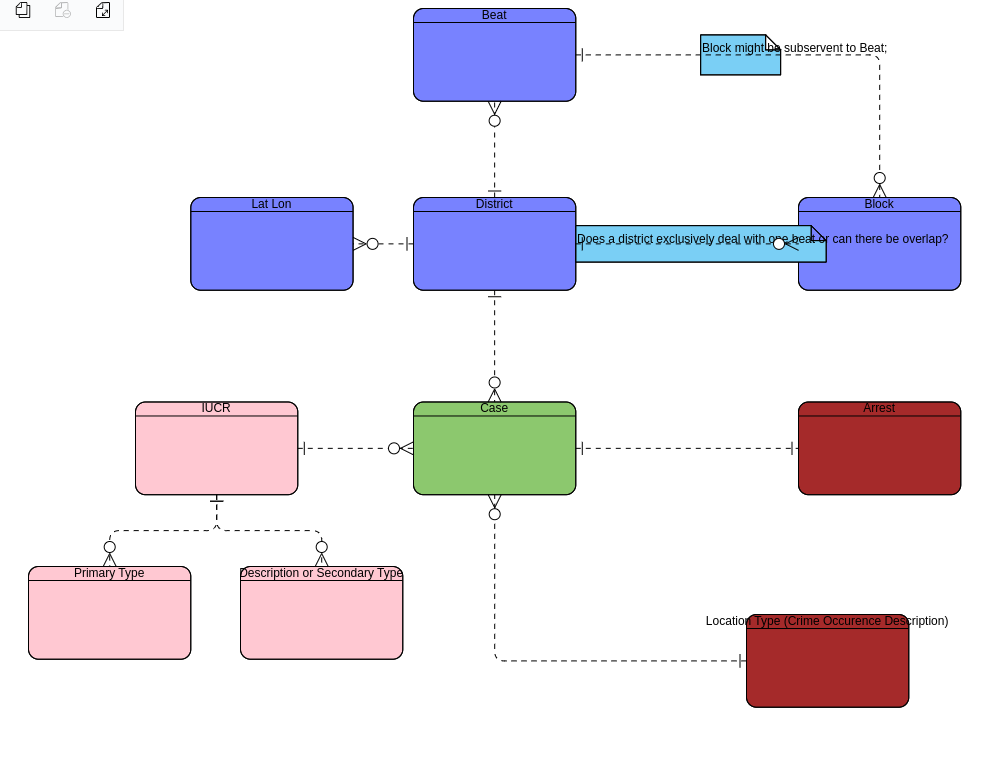 Beat
Block might be subservent to Beat;
Lat Lon
District
Block
Does a district exclusively deal with one beat or can there be overlap?
IUCR
Case
Arrest
Primary Type
Description or Secondary Type
Location Type (Crime Occurence Description)